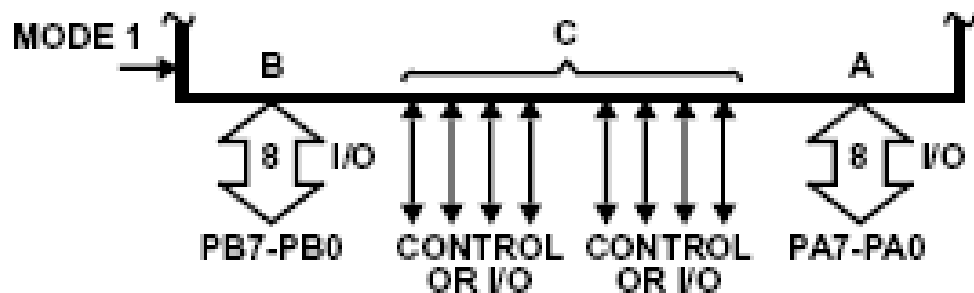 MODE 1
B
C
A
8
I/O
8
I/O
PB7-PB0
CONTROL
OR I/O
CONTROL
OR I/O
PA7-PA0